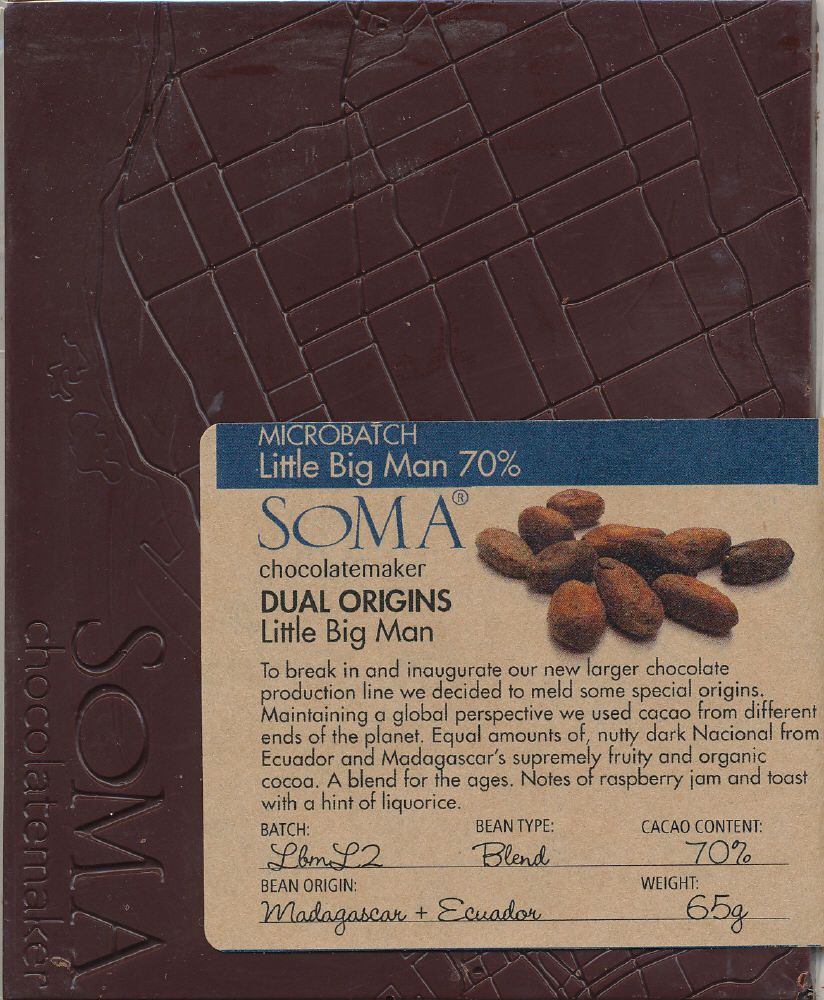 MICROBATCH
Little Big Man 70%
SOMA®
chocolatemaker
DUAL ORIGINS
Little Big Man
To break in and inaugurate our new larger chocolate
production line we decided to meld some special origins.
Maintaining a global perspective we used cacao from different
ends of the planet. Equal amounts of, nutty dark Nacional from
Ecuador and Madagascar's supremely fruity and organic
cocoa. A blend for the ages. Notes of raspberry jam and toast
with a hint of liquorice.
BATCH: BEAN TYPE: CACAO CONTENT:
LbmL2 Blend 70%
BEAN ORIGIN: WEIGHT:
Madagascar + Ecuador 65g
SOMA
chocolatemaker